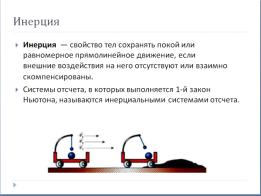 Инерция
Инерция — свойство тел сохранять покой или
равномерное прямолинейное движение, если
внешние воздействия на него отсутствуют или взаимно
скомпенсированы.
Системы отсчета, в которых выполняется 1-й закон
Ньютона, называются инерциальными системами отсчета.